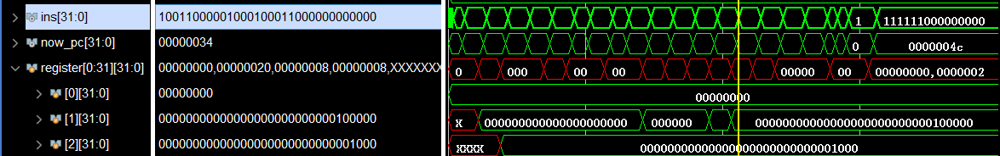 ins[31:0] 10011000001000100011000000000000 1 111111000000000
now_pc[31:0] 00000034 0 0000004c
register[0:31][31:0] 00000000,00000020,00000008,00000008,XXXXXXX 0 000 00 00 00000 00 00000000,0000002
[0][31:0] 00000000 00000000
[1][31:0] 00000000000000000000000000100000 X 000000000000000000000 000000 00000000000000000000000000100000
[2][31:0] 00000000000000000000000000001000 XXXX 00000000000000000000000000001000